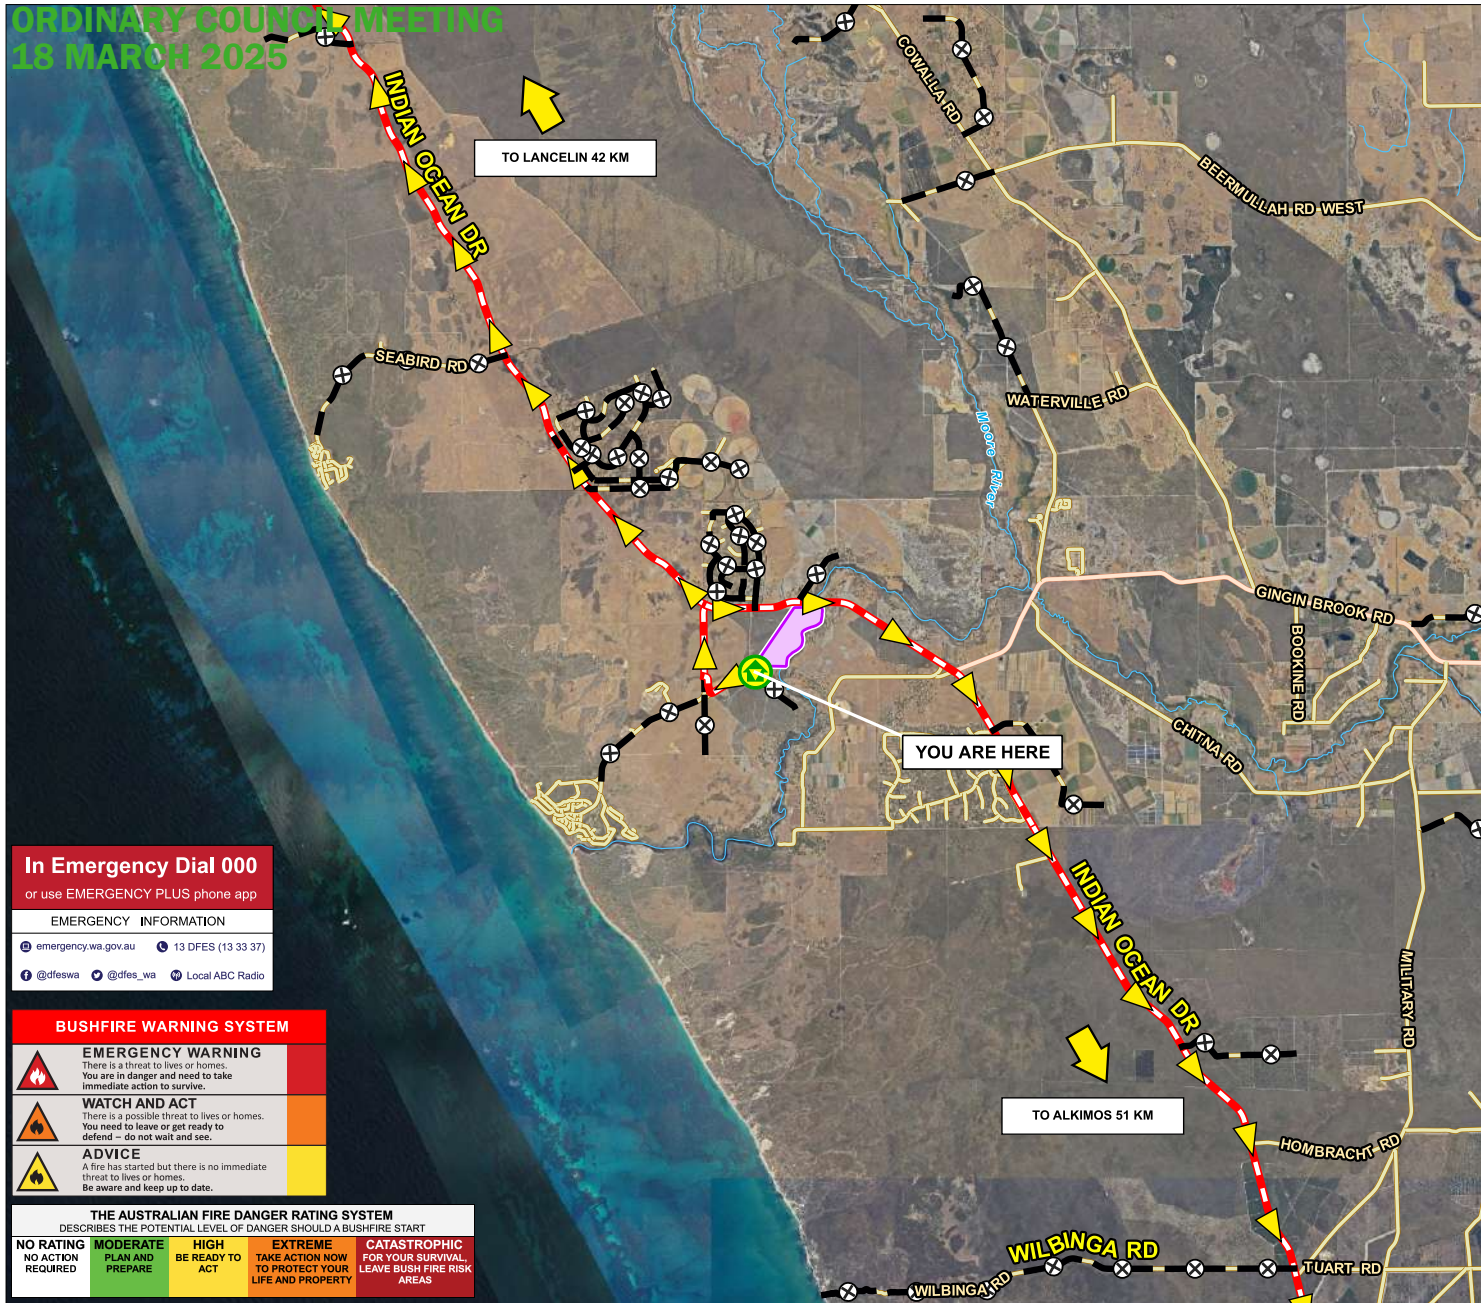 ORDINARY COUNCIL MEETING
18 MARCH 2025
COWALLA RD
INDIAN OCEAN DR
TO LANCELIN 42 KM
BEERMULLAH RD WEST
SEABIRD RD
WATERVILLE RD
Moore River
GINGIN BROOK RD
BOOKINE RD
CHITNA RD
YOU ARE HERE
INDIAN OCEAN DR
MILITARY RD
TO ALKIMOS 51 KM
HOMBRACHT RD
WILBINGA RD
TUART RD
WILBINGA RD
In Emergency Dial 000
or use EMERGENCY PLUS phone app
EMERGENCY INFORMATION
emergency.wa.gov.au 13 DFES (13 33 37)
@dfeswa @dfes_wa Local ABC Radio
BUSHFIRE WARNING SYSTEM
EMERGENCY WARNING
There is a threat to lives or homes.
You are in danger and need to take
immediate action to survive.
WATCH AND ACT
There is a possible threat to lives or homes.
You need to leave or get ready to
defend – do not wait and see.
ADVICE
A fire has started but there is no immediate
threat to lives or homes.
Be aware and keep up to date.
THE AUSTRALIAN FIRE DANGER RATING SYSTEM
DESCRIBES THE POTENTIAL LEVEL OF DANGER SHOULD A BUSHFIRE START
NO RATING
NO ACTION
REQUIRED
MODERATE
PLAN AND
PREPARE
HIGH
BE READY TO
ACT
EXTREME
TAKE ACTION NOW
TO PROTECT YOUR
LIFE AND PROPERTY
CATASTROPHIC
FOR YOUR SURVIVAL,
LEAVE BUSH FIRE RISK
AREAS